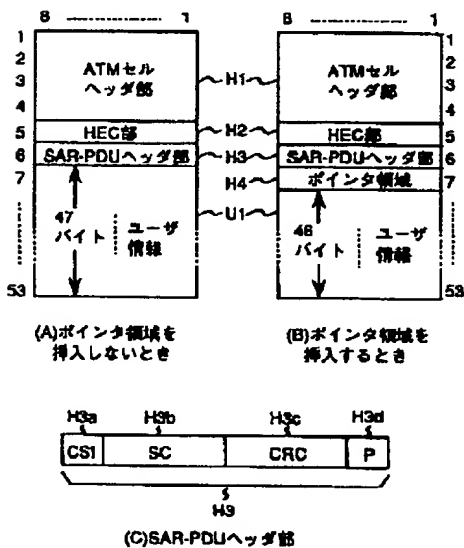 8 1 8 1
1 1
2 ATMセル ATMセル 2
3 ヘッダ部 H1 ヘッダ部 3
4 4
5 HEC部 H2 HEC部 5
6 SAR-PDUヘッダ部 H3 SAR-PDUヘッダ部 6
7 H4 ポインタ領域 7
47 ユーザ U1 46 ユーザ
バイト 情報 バイト 情報
53 53
(A)ポインタ領域を (B)ポインタ領域を
挿入しないとき 挿入するとき
H3a H3b H3c H3d
CS1 SC CRC P
H3
(C)SAR-PDUヘッダ部